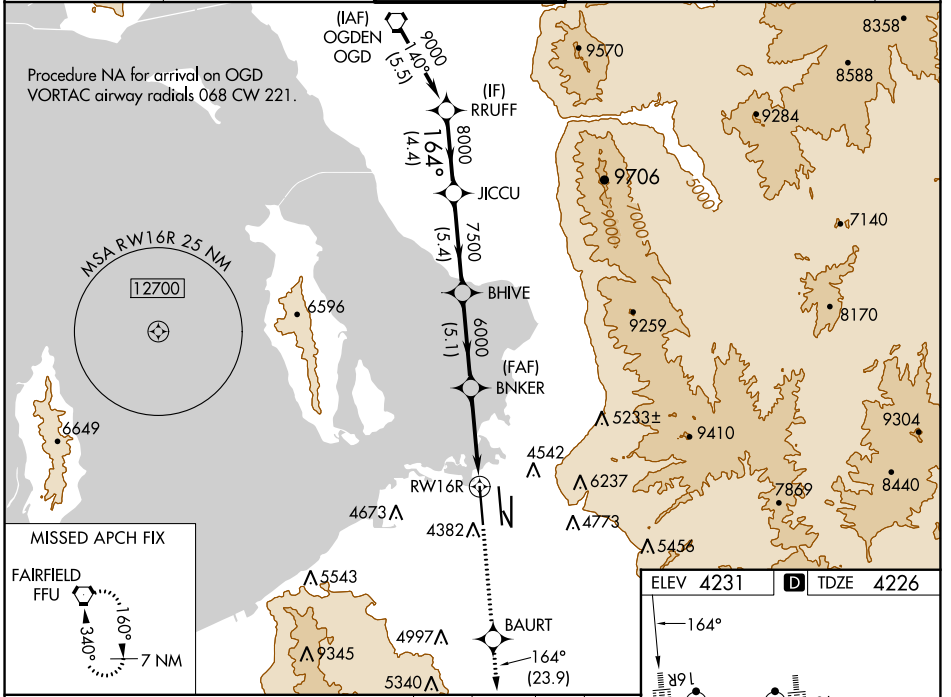 (IAF)
OGDEN
OGD
9000
140°
(5.5)
Procedure NA for arrival on OGD
VORTAC airway radials 068 CW 221.
(IF)
RRUFF
8000
164°
(4.4)
JICCU
7500
(5.4)
BHIVE
6000
(5.1)
(FAF)
BNKER
RW16R
MSA RW16R 25 NM
12700
9570
8358
8588
9284
9706
5000
7000
9000
7140
6596
9259
8170
6649
5233±
9410
9304
4542
6237
8440
7869
4673
4382
4773
5456
5543
4997
9345
5340
BAURT
164°
(23.9)
MISSED APCH FIX
FAIRFIELD
FFU
160°
340°
7 NM
ELEV 4231
D
TDZE 4226
164°
16R